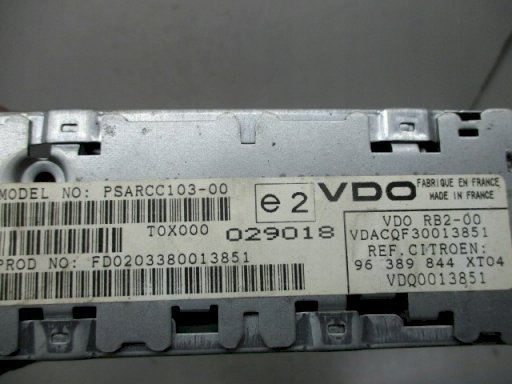 MODEL NO: PSARCC103-00
T0X000
PROD NO: FD0203380013851
e2
029018
VDO
FABRIQUE EN FRANCE
MADE IN FRANCE
VDO RB2-00
VDACQF30013851
REF.CITROEN:
96 389 844 XT04
VDQ0013851